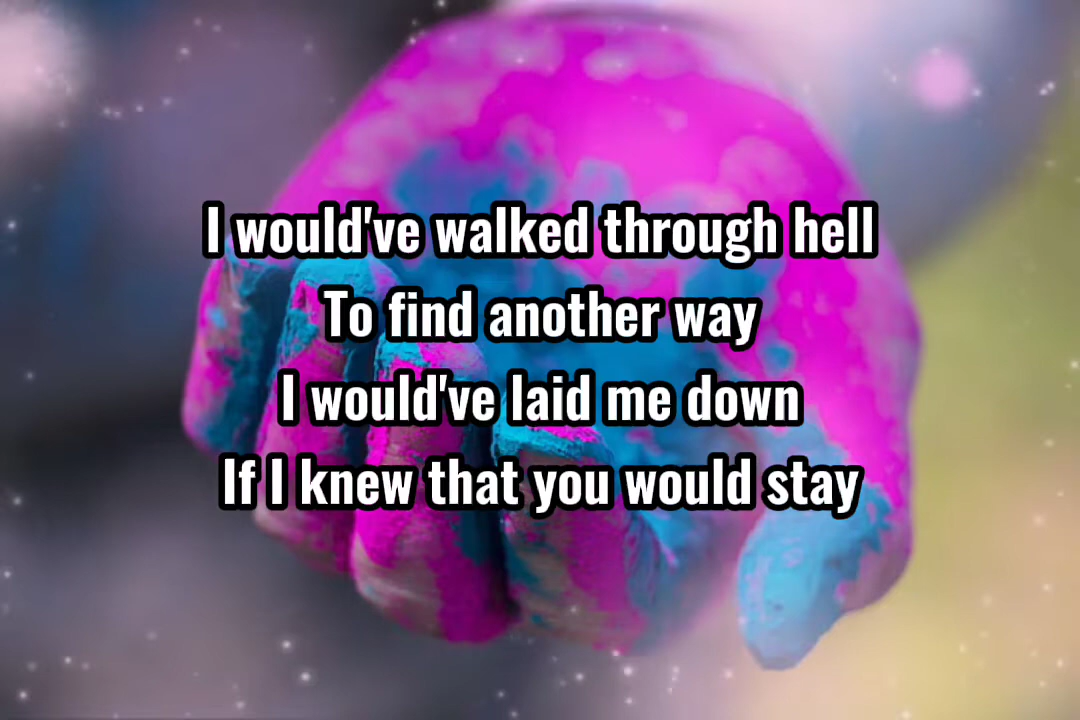 I would've walked through hell
To find another way
I would've laid me down
If I knew that you would stay